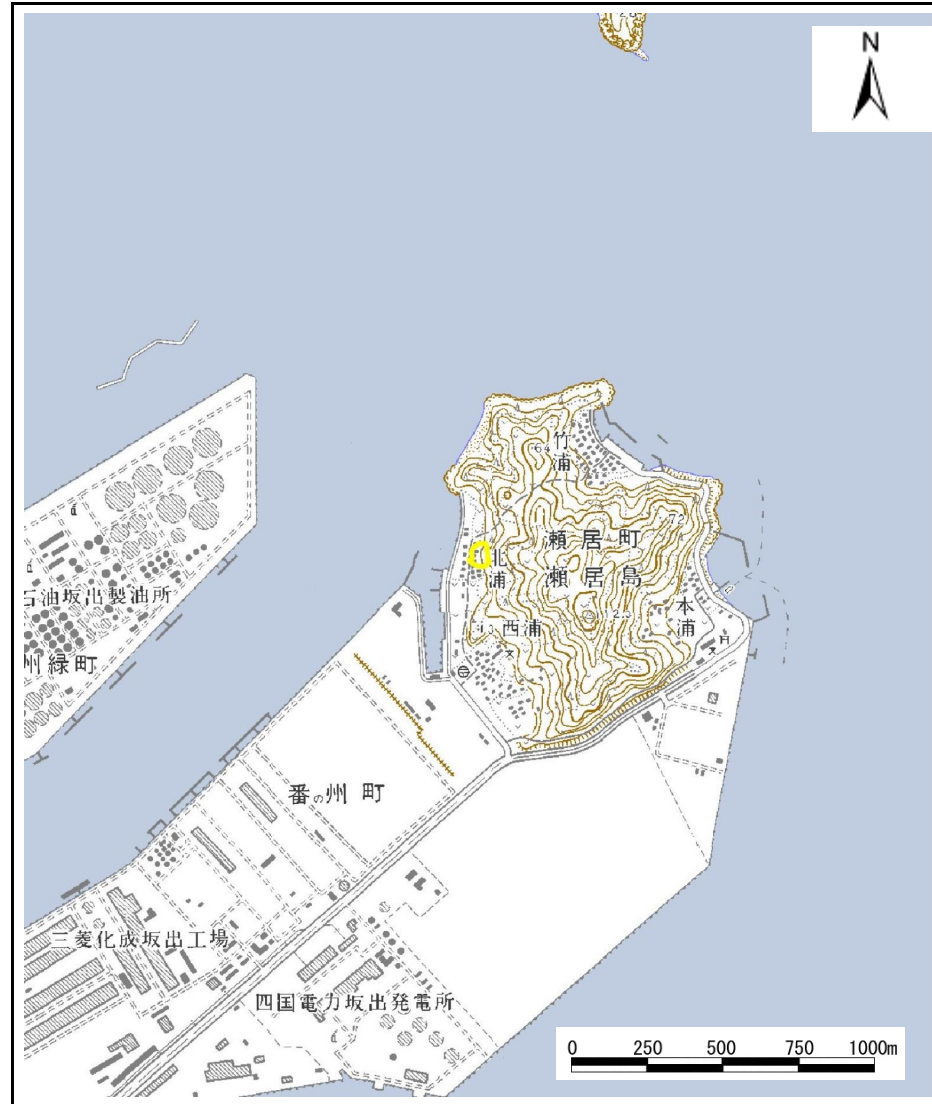 N
竹浦
北浦
瀬居町
瀬居島
72
西浦
本浦
石油坂出製油所
州緑町
番の州町
三菱化成坂出工場
四国電力坂出発電所
0 250 500 750 1000m